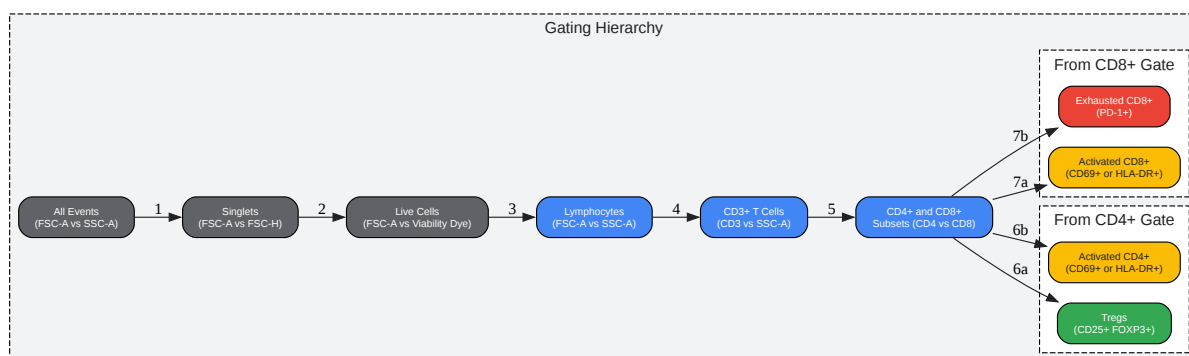 Gating Hierarchy
All Events
(FSC-A vs SSC-A)
1
Singlets
(FSC-A vs FSC-H)
2
Live Cells
(FSC-A vs Viability Dye)
3
Lymphocytes
(FSC-A vs SSC-A)
4
CD3+ T Cells
(CD3 vs SSC-A)
5
CD4+ and CD8+
Subsets (CD4 vs CD8)
7b
7a
6b
6a
From CD8+ Gate
Exhausted CD8+
(PD-1+)
Activated CD8+
(CD69+ or HLA-DR+)
From CD4+ Gate
Activated CD4+
(CD69+ or HLA-DR+)
Tregs
(CD25+ FOXP3+)